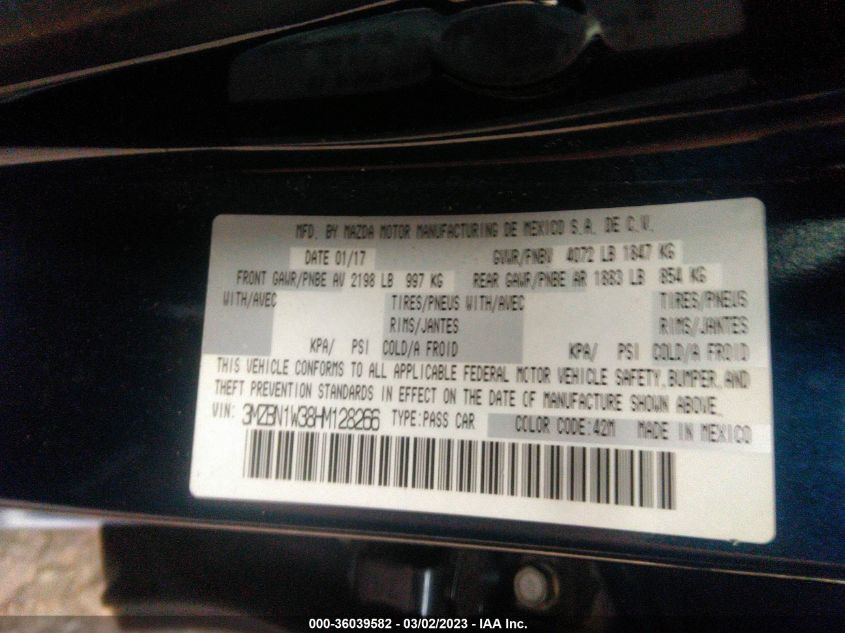 MFD. BY MAZDA MOTOR MANUFACTURING DE MEXICO S.A. DE C.V.
DATE 01/17 GVWR/PNBV 4072 LB 1847 KG
FRONT GAWR/PNBE AV 2198 LB 997 KG REAR GAWR/PNBE AR 1883 LB 854 KG
WITH/AVEC TIRES/PNEUS WITH/AVEC TIRES/PNEUS
RIMS/JANTES RIMS/JANTES
KPA/ PSI COLD/A FROID KPA/ PSI COLD/A FROID
THIS VEHICLE CONFORMS TO ALL APPLICABLE FEDERAL MOTOR VEHICLE SAFETY, BUMPER, AND
THEFT PREVENTION STANDARDS IN EFFECT ON THE DATE OF MANUFACTURE SHOWN ABOVE.
VIN: 3MZBN1W38HM128266 TYPE:PASS CAR COLOR CODE:42M MADE IN MEXICO
000-36039582 - 03/02/2023 - IAA Inc.